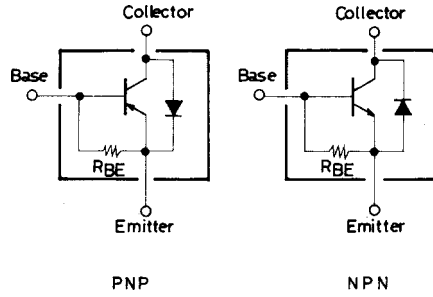 Collector
Base
RBE
Emitter
PNP
Collector
Base
RBE
Emitter
NPN